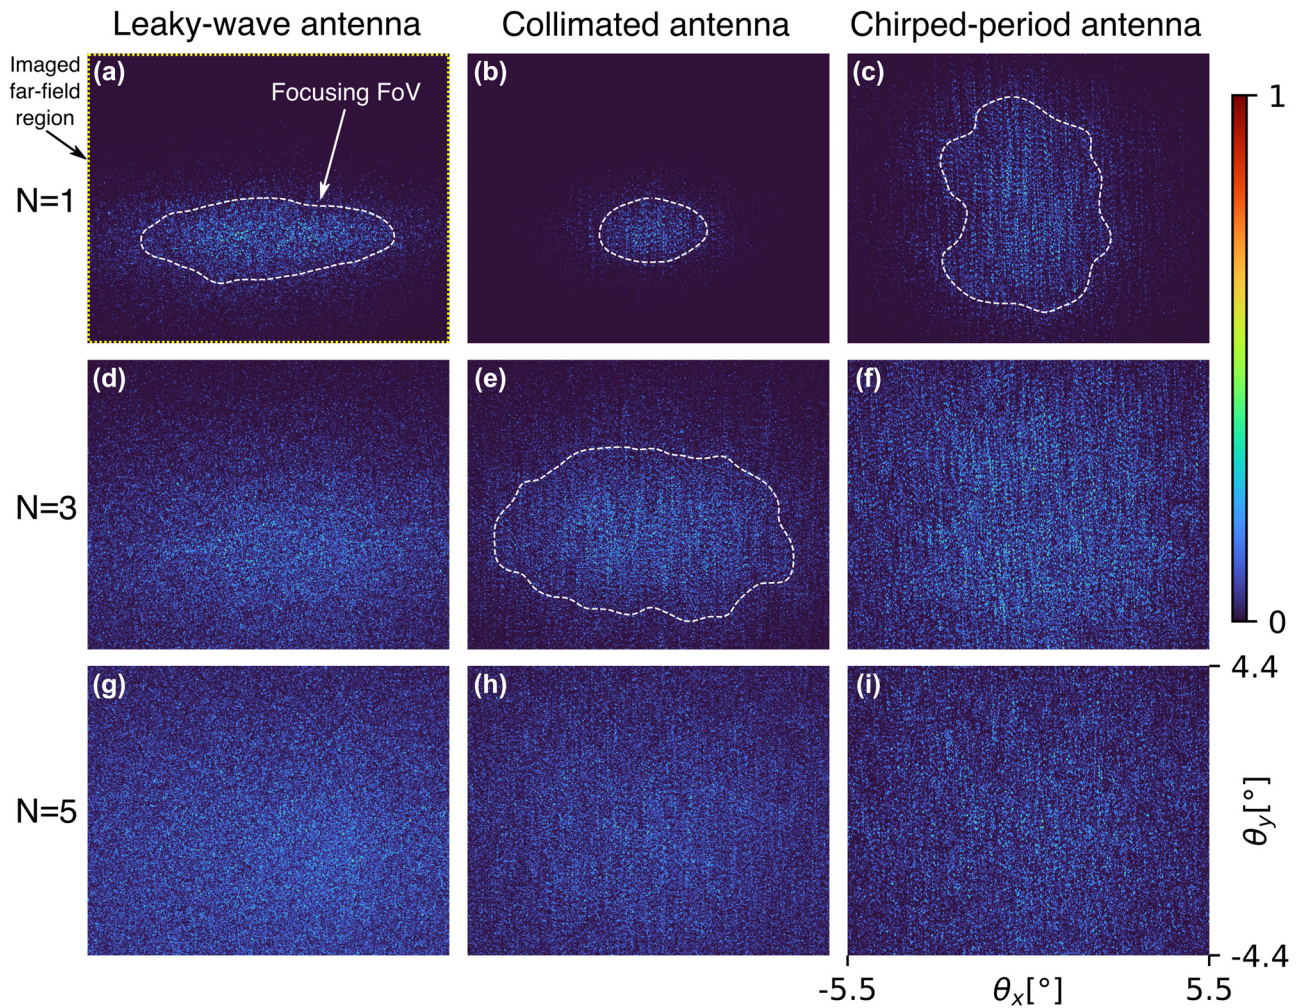 Leaky-wave antenna
Collimated antenna
Chirped-period antenna
Imaged
far-field
region
(a)
Focusing FoV
(b)
(c)
1
N=1
(d)
(e)
(f)
N=3
0
(g)
(h)
(i)
4.4
N=5
θy[°]
-4.4
-5.5
θx[°]
5.5